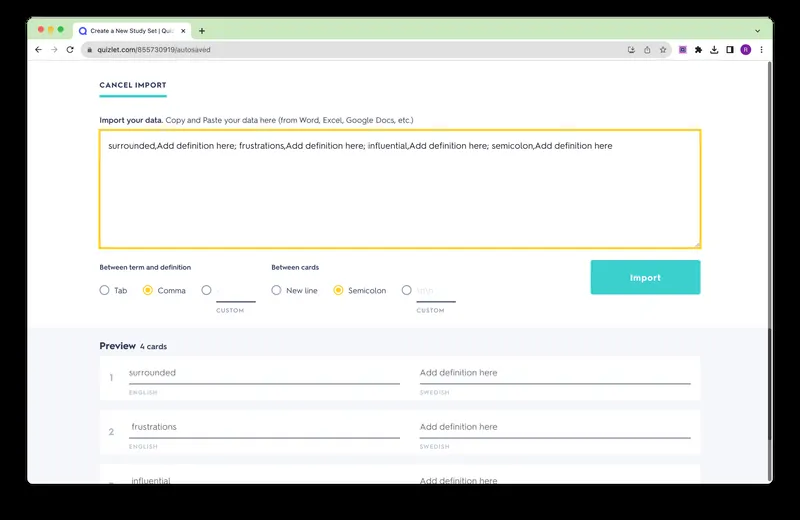 Create a New Study Set | Quiz
quizlet.com/855730919/autosaved
R
CANCEL IMPORT
Import your data. Copy and Paste your data here (from Word, Excel, Google Docs, etc.)
surrounded,Add definition here; frustrations,Add definition here; influential,Add definition here; semicolon,Add definition here
Between term and definition
Between cards
Tab
Comma
-
CUSTOM
New line
Semicolon
\n\n
CUSTOM
Import
Preview 4 cards
1
surrounded
Add definition here
ENGLISH
SWEDISH
2
frustrations
Add definition here
ENGLISH
SWEDISH
influential
Add definition here